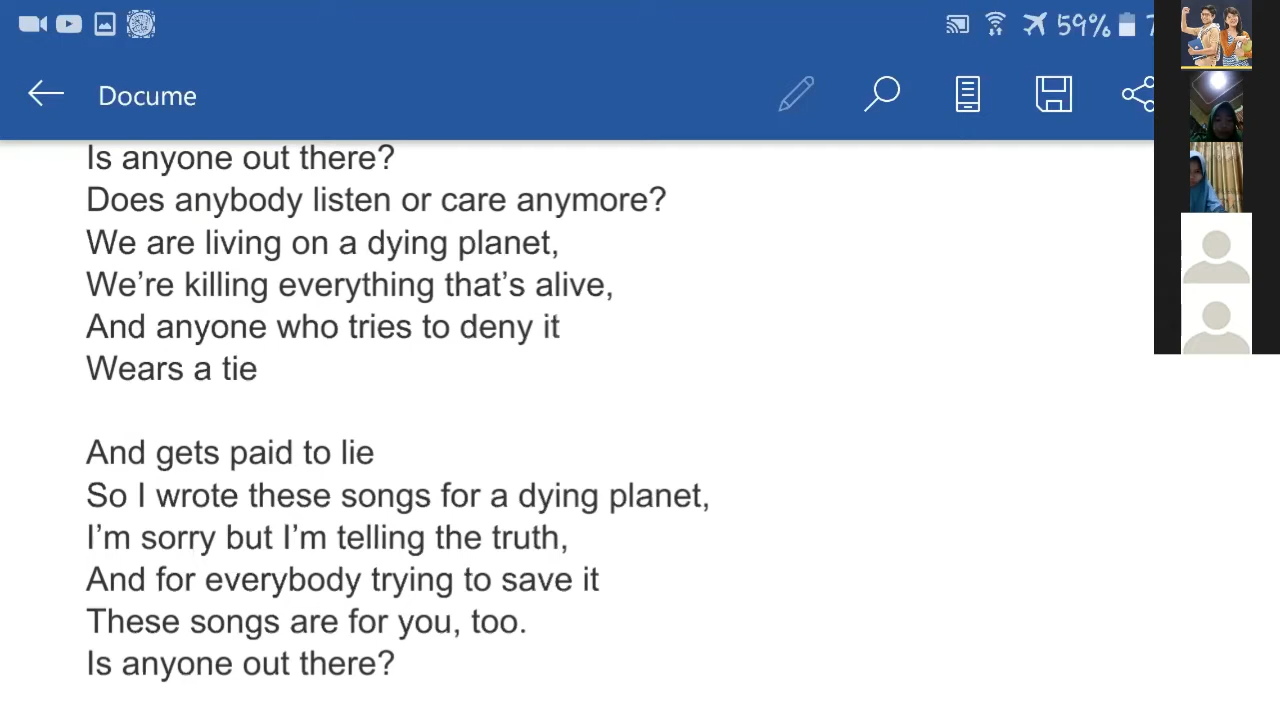 59%
Docume
Is anyone out there?
Does anybody listen or care anymore?
We are living on a dying planet,
We’re killing everything that’s alive,
And anyone who tries to deny it
Wears a tie
And gets paid to lie
So I wrote these songs for a dying planet,
I’m sorry but I’m telling the truth,
And for everybody trying to save it
These songs are for you, too.
Is anyone out there?